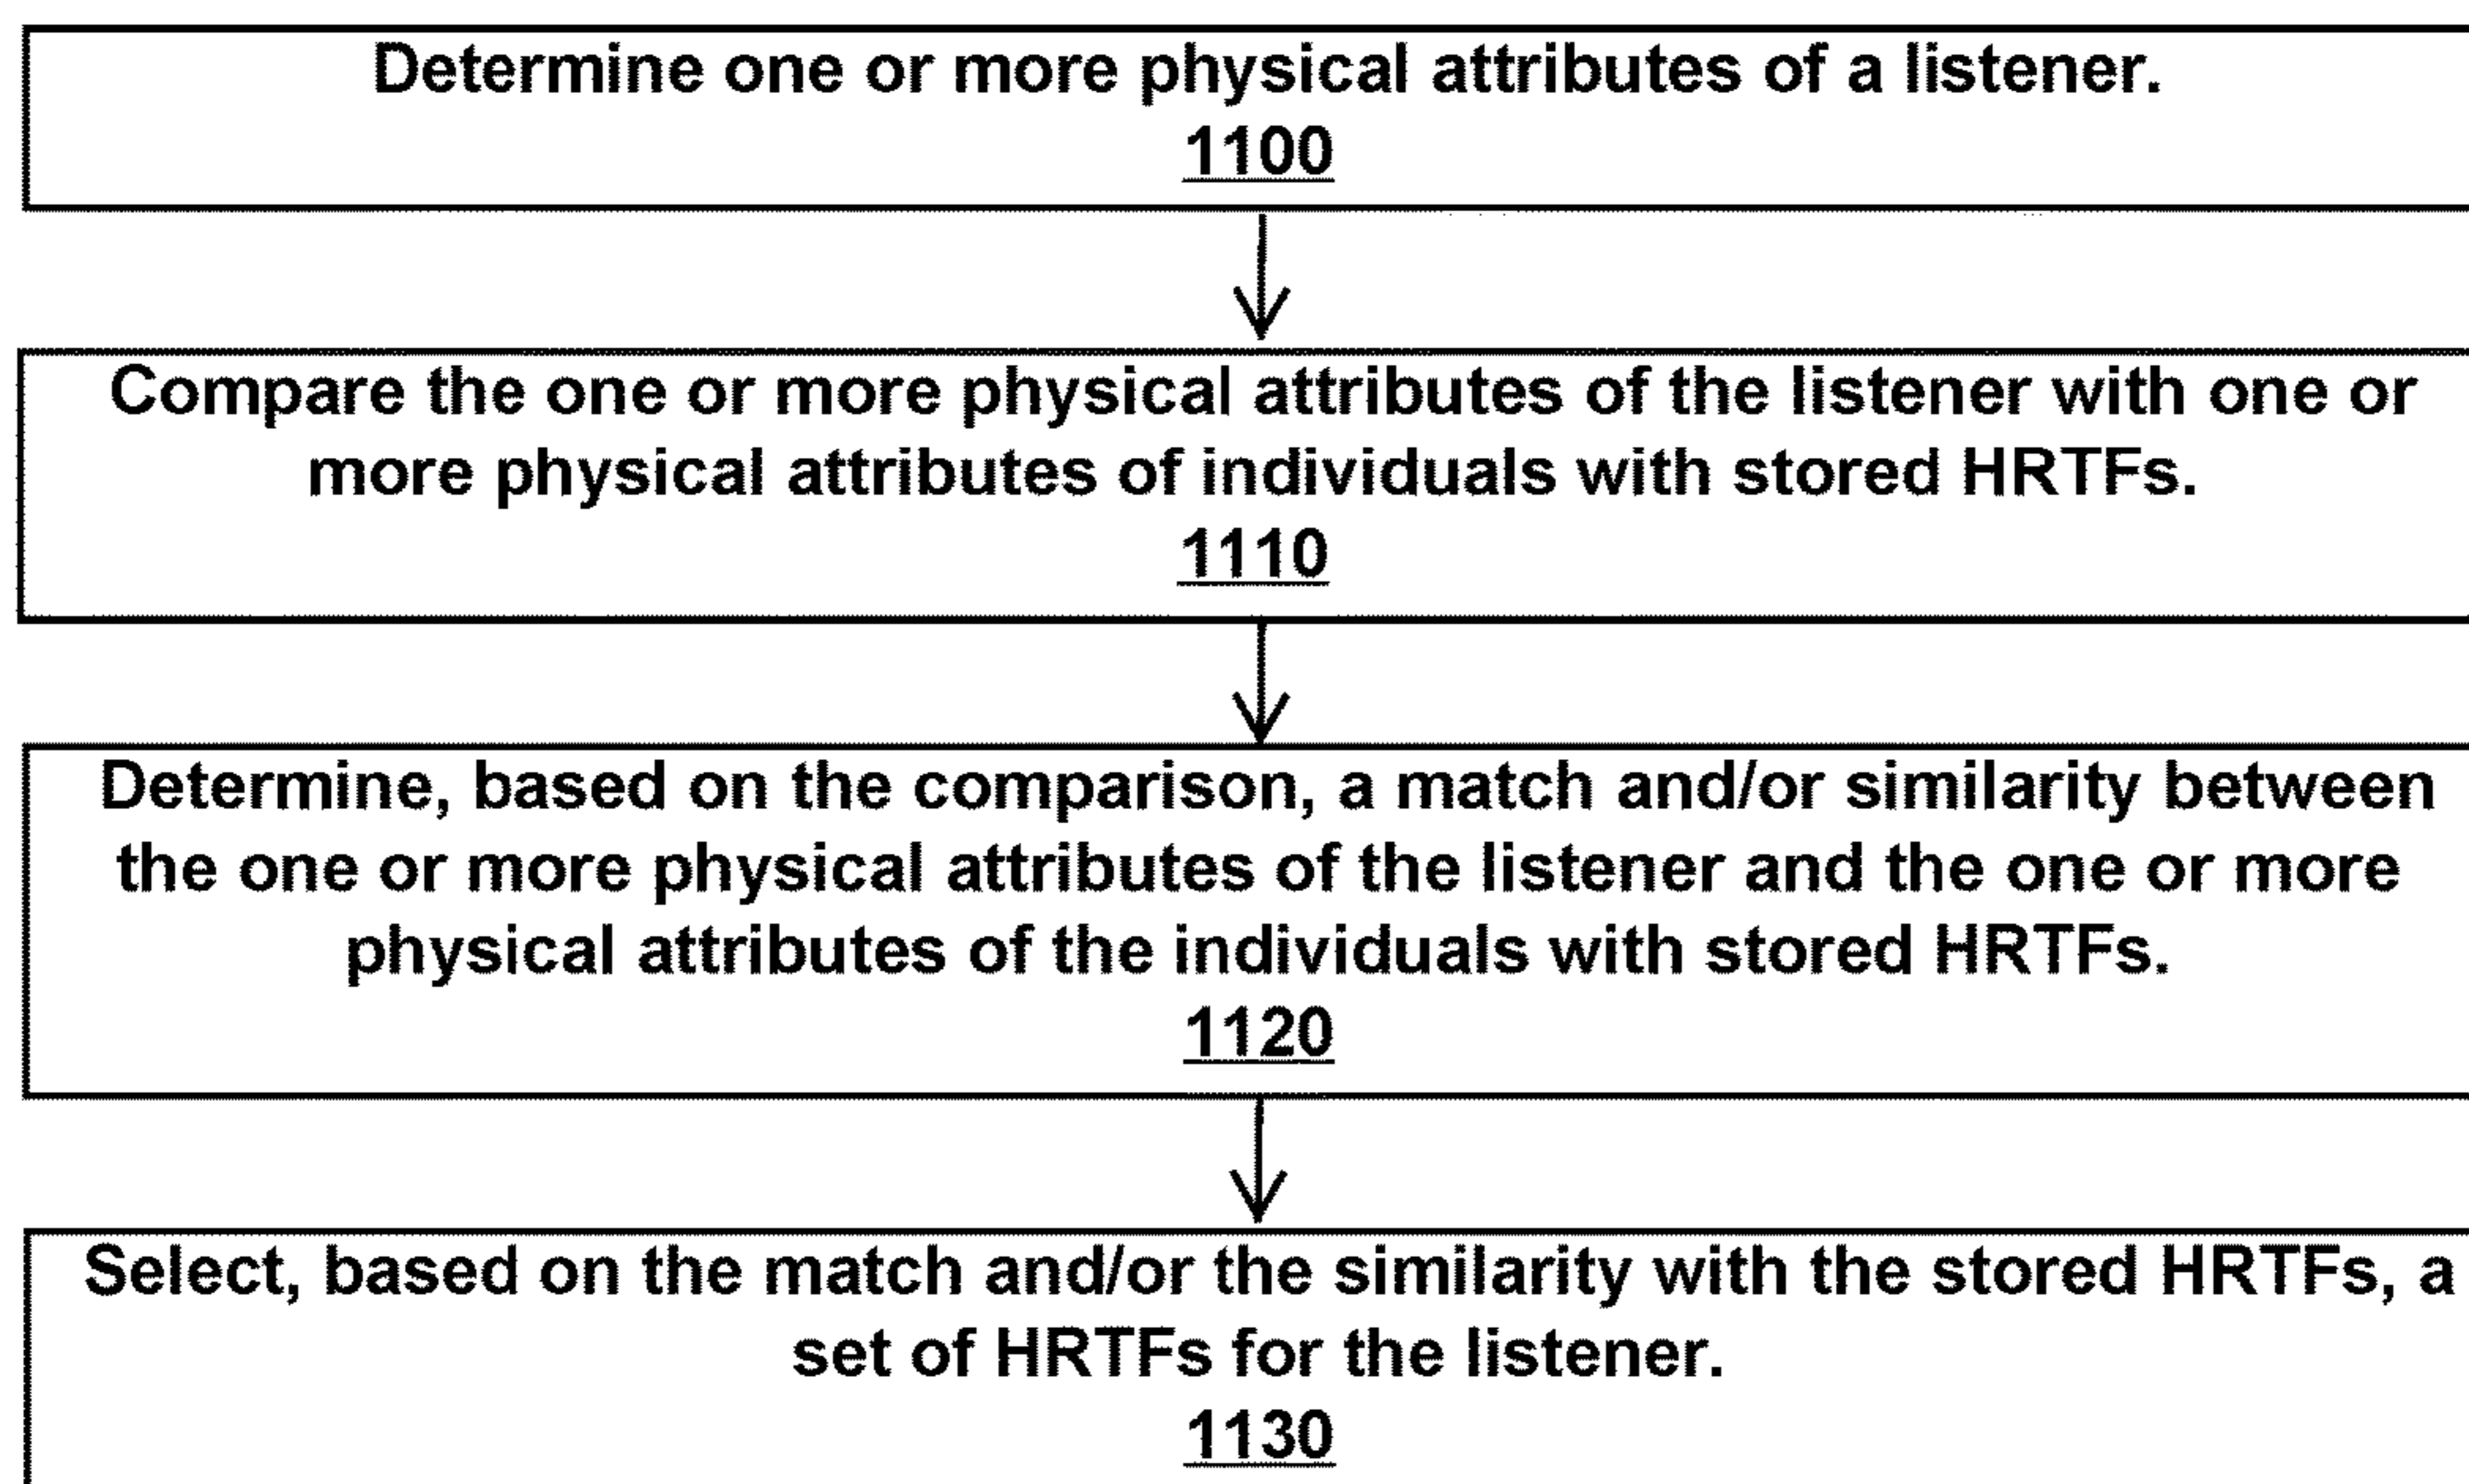 Determine one or more physical attributes of a listener.
1100
Compare the one or more physical attributes of the listener with one or
more physical attributes of individuals with stored HRTFs.
1110
Determine, based on the comparison, a match and/or similarity between
the one or more physical attributes of the listener and the one or more
physical attributes of the individuals with stored HRTFs.
1120
Select, based on the match and/or the similarity with the stored HRTFs, a
set of HRTFs for the listener.
1130